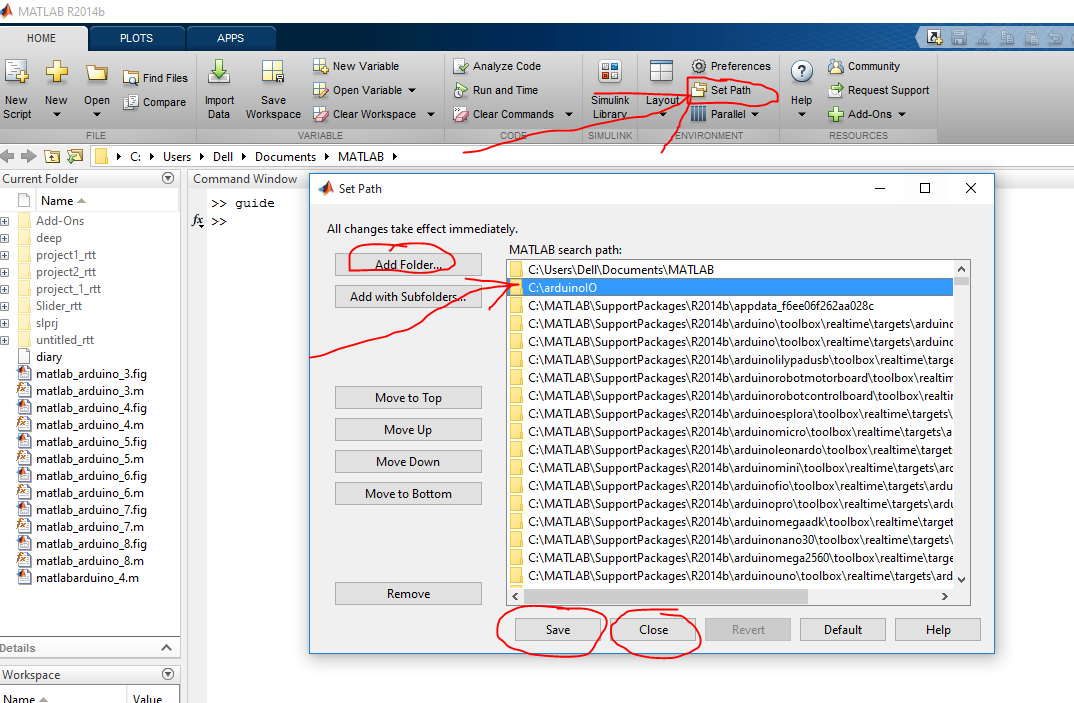 MATLAB R2014b
HOME PLOTS APPS
New Script
New
Open
Find Files
Compare
FILE
Import Data
Save Workspace
New Variable
Open Variable
Clear Workspace
VARIABLE
Analyze Code
Run and Time
Clear Commands
CODE
Simulink Library
SIMULINK
Layout
Preferences
Set Path
Parallel
ENVIRONMENT
Help
Community
Request Support
Add-Ons
RESOURCES
C: Users Dell Documents MATLAB
Current Folder
Name
Add-Ons
deep
project1_rtt
project2_rtt
project_1_rtt
Slider_rtt
slprj
untitled_rtt
diary
matlab_arduino_3.fig
matlab_arduino_3.m
matlab_arduino_4.fig
matlab_arduino_4.m
matlab_arduino_5.fig
matlab_arduino_5.m
matlab_arduino_6.fig
matlab_arduino_6.m
matlab_arduino_7.fig
matlab_arduino_7.m
matlab_arduino_8.fig
matlab_arduino_8.m
matlabarduino_4.m
Details
Workspace
Name Value
Command Window
>> guide
fx >>
Set Path
All changes take effect immediately.
Add Folder...
Add with Subfolders...
Move to Top
Move Up
Move Down
Move to Bottom
Remove
MATLAB search path:
C:\Users\Dell\Documents\MATLAB
C:\arduinoIO
C:\MATLAB\SupportPackages\R2014b\appdata_f6ee06f262aa028c
C:\MATLAB\SupportPackages\R2014b\arduino\toolbox\realtime\targets\arduino
C:\MATLAB\SupportPackages\R2014b\arduino\toolbox\realtime\targets\arduino
C:\MATLAB\SupportPackages\R2014b\arduinolilypadusb\toolbox\realtime\targe
C:\MATLAB\SupportPackages\R2014b\arduinorobotmotorboard\toolbox\realtim
C:\MATLAB\SupportPackages\R2014b\arduinorobotcontrolboard\toolbox\realtim
C:\MATLAB\SupportPackages\R2014b\arduinoesplora\toolbox\realtime\targets\
C:\MATLAB\SupportPackages\R2014b\arduinomicro\toolbox\realtime\targets\a
C:\MATLAB\SupportPackages\R2014b\arduinoleonardo\toolbox\realtime\target
C:\MATLAB\SupportPackages\R2014b\arduinomini\toolbox\realtime\targets\ard
C:\MATLAB\SupportPackages\R2014b\arduinofio\toolbox\realtime\targets\ardu
C:\MATLAB\SupportPackages\R2014b\arduinopro\toolbox\realtime\targets\ardu
C:\MATLAB\SupportPackages\R2014b\arduinomegaadk\toolbox\realtime\target
C:\MATLAB\SupportPackages\R2014b\arduinonano30\toolbox\realtime\targets\
C:\MATLAB\SupportPackages\R2014b\arduinomega2560\toolbox\realtime\targe
C:\MATLAB\SupportPackages\R2014b\arduinouno\toolbox\realtime\targets\ard
Save Close Revert Default Help